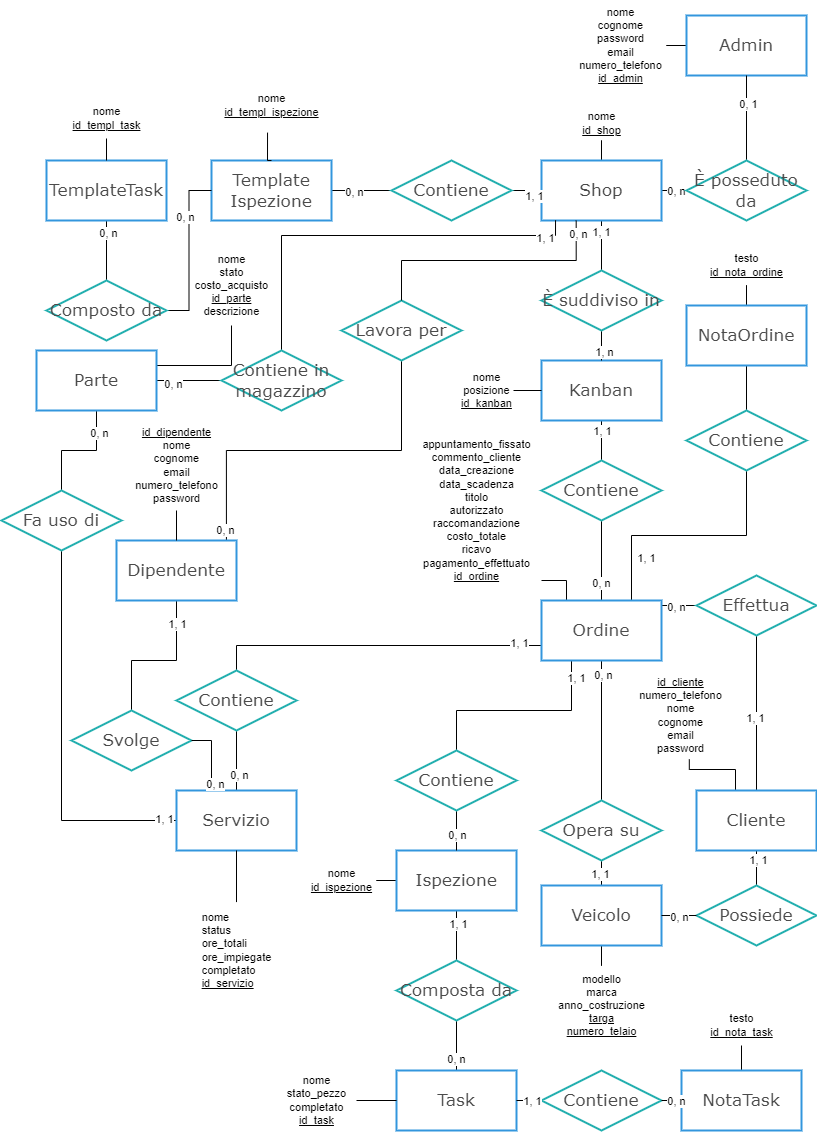 nome
cognome
password
email
numero_telefono
id_admin
Admin
0, 1
nome
id_templ_task
nome
id_templ_ispezione
nome
id_shop
TemplateTask
Template
Ispezione
0, n
Contiene
1, 1
Shop
0, n
È posseduto
da
0, n
0, n
1, 1
0, n
1, 1
nome
stato
costo_acquisto
id_parte
descrizione
testo
id_nota_ordine
Composto da
Lavora per
È suddiviso in
NotaOrdine
1, n
Parte
0, n
Contiene in
magazzino
nome
posizione
id_kanban
Kanban
0, n
1, 1
id_dipendente
nome
cognome
email
numero_telefono
password
appuntamento_fissato
commento_cliente
data_creazione
data_scadenza
titolo
autorizzato
raccomandazione
costo_totale
ricavo
pagamento_effettuato
id_ordine
Contiene
Contiene
Fa uso di
0, n
1, 1
Dipendente
0, n
1, 1
Ordine
0, n
Effettua
1, 1
1, 1
0, n
id_cliente
numero_telefono
nome
cognome
email
password
1, 1
Contiene
Svolge
0, n
0, n
Contiene
1, 1
Servizio
0, n
Opera su
Cliente
1, 1
1, 1
nome
id_ispezione
Ispezione
Veicolo
0, n
Possiede
1, 1
nome
status
ore_totali
ore_impiegate
completato
id_servizio
modello
marca
anno_costruzione
targa
numero_telaio
Composta da
testo
id_nota_task
0, n
nome
stato_pezzo
completato
id_task
Task
1, 1
Contiene
0, n
NotaTask